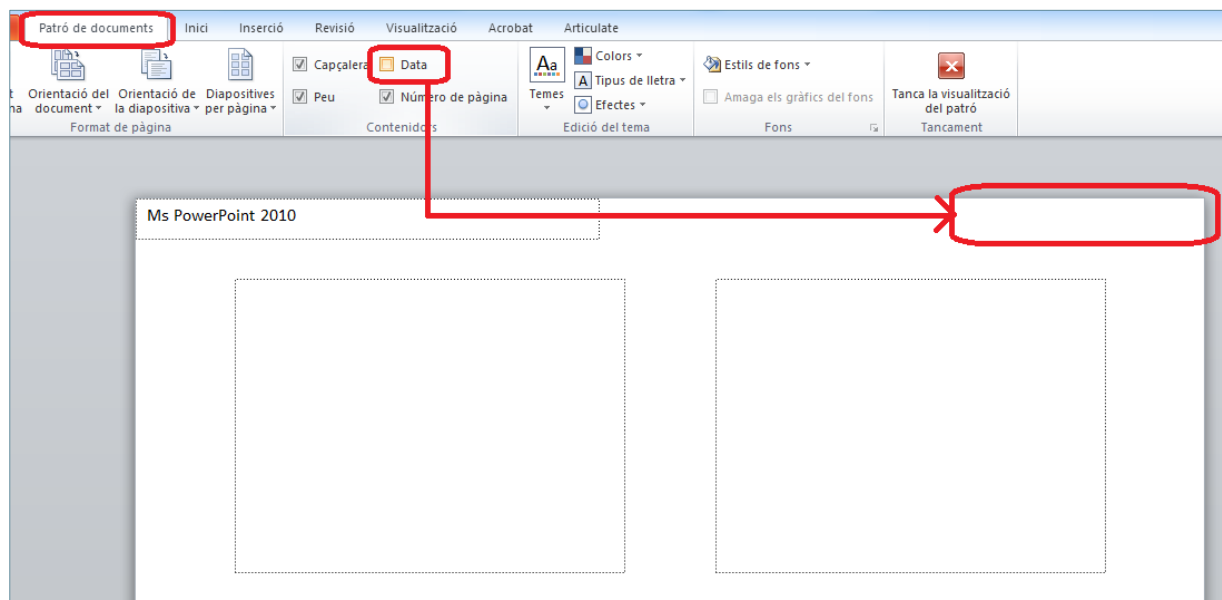 Patró de documents Inici Inserció Revisió Visualització Acrobat Articulate
Orientació del document
Orientació de la diapositiva
Diapositives per pàgina
Format de pàgina
Capçalera
Data
Peu
Número de pàgina
Contenidors
Aa
Temes
Colors
A Tipus de lletra
Efectes
Edició del tema
Estils de fons
Amaga els gràfics del fons
Fons
Tanca la visualització
del patró
Tancament
Ms PowerPoint 2010